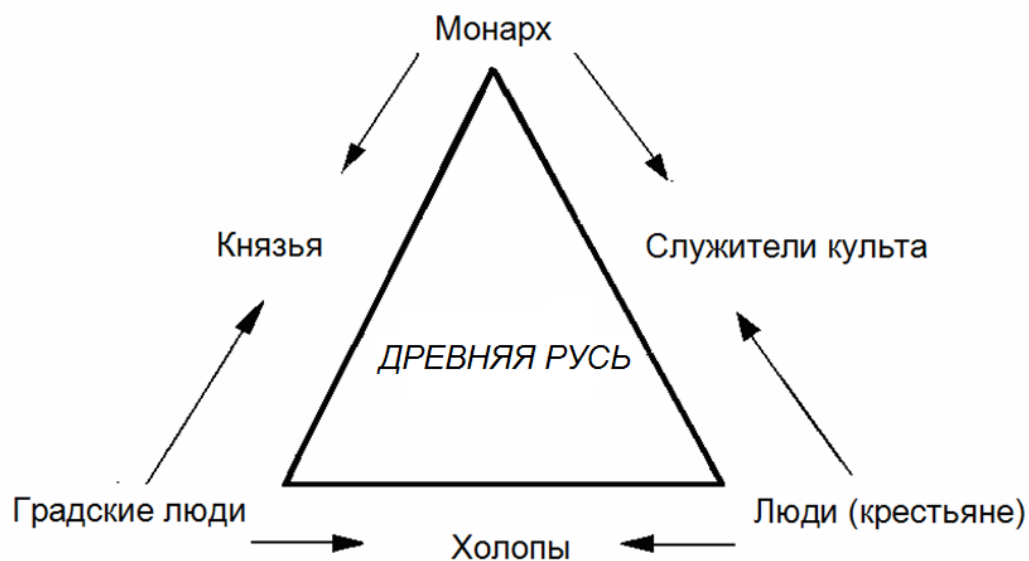 Монарх
Князья
Служители культа
ДРЕВНЯЯ РУСЬ
Градские люди
Люди (крестьяне)
Холопы